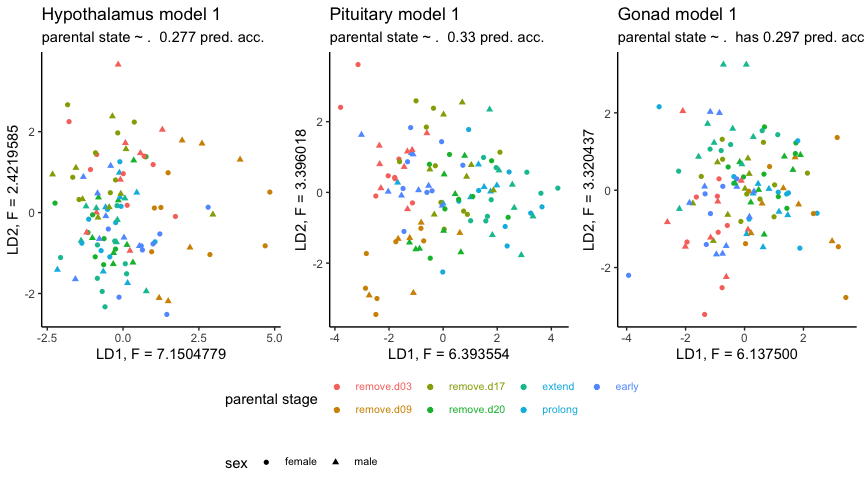 Hypothalamus model 1
parental state ~ . 0.277 pred. acc.
LD2, F = 2.4219585
2
0
-2
-2.5
0.0
2.5
5.0
LD1, F = 7.1504779
Pituitary model 1
parental state ~ . 0.33 pred. acc.
LD2, F = 3.396018
2
0
-2
-4
-2
0
2
4
LD1, F = 6.393554
Gonad model 1
parental state ~ . has 0.297 pred. acc
LD2, F = 3.320437
2
0
-2
-4
-2
0
2
LD1, F = 6.137500
parental stage
remove.d03
remove.d17
extend
early
remove.d09
remove.d20
prolong
sex
female
male